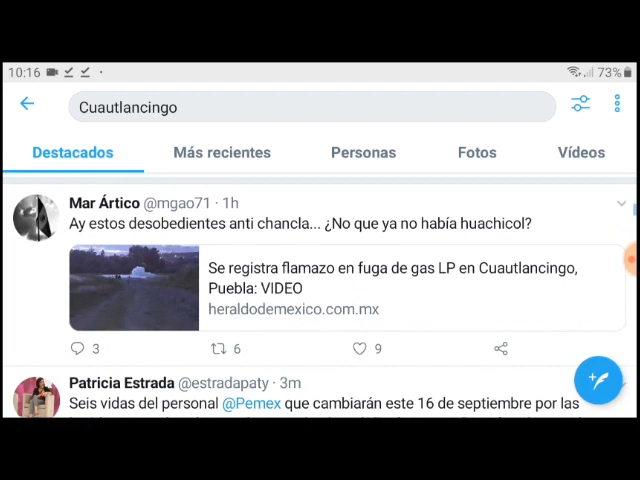 10:16 73%
Cuautlancingo
Destacados Más recientes Personas Fotos Vídeos
Mar Ártico @mgao71 · 1h
Ay estos desobedientes anti chancla... ¿No que ya no había huachicol?
Se registra flamazo en fuga de gas LP en Cuautlancingo,
Puebla: VIDEO
heraldodemexico.com.mx
3 6 9
Patricia Estrada @estradapaty · 3m
Seis vidas del personal @Pemex que cambiarán este 16 de septiembre por las